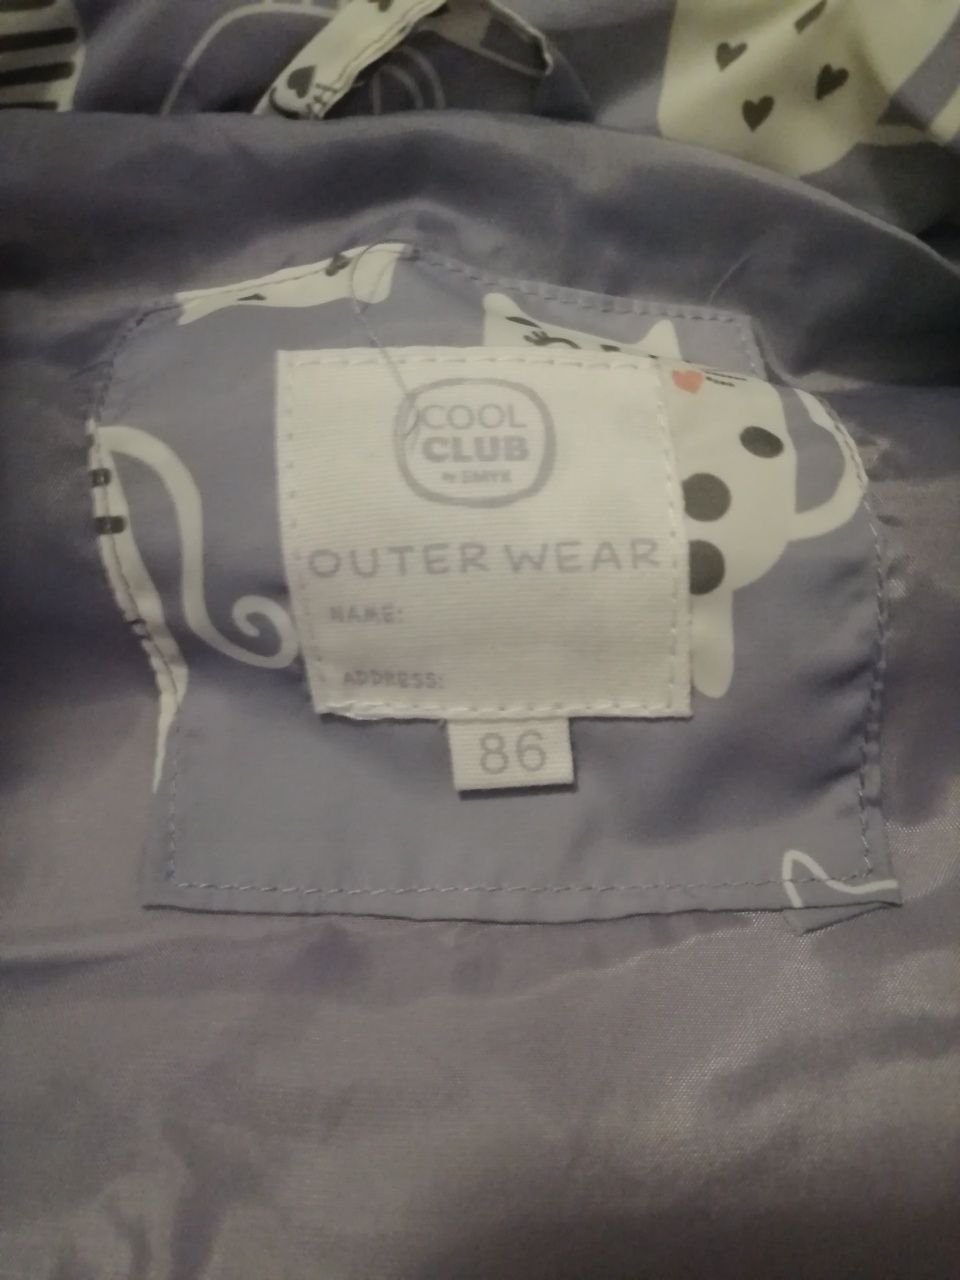 COOL
CLUB
by SMYK
OUTER WEAR
NAME:
ADDRESS:
86